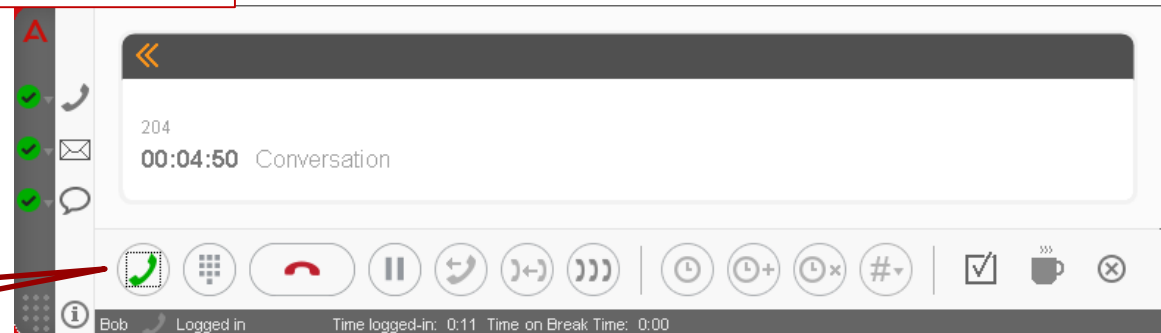 204
00:04:50 Conversation
Bob Logged in Time logged-in: 0:11 Time on Break Time: 0:00